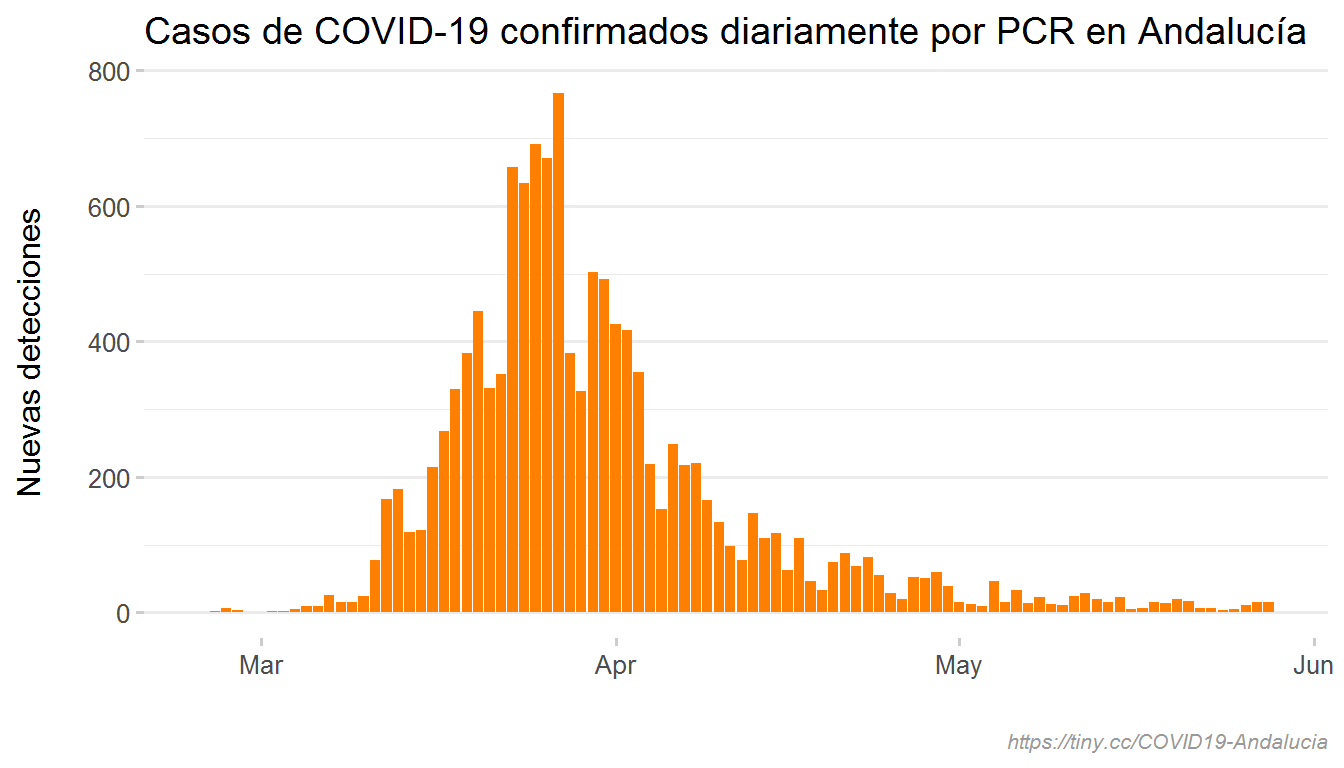 Casos de COVID-19 confirmados diariamente por PCR en Andalucía
Nuevas detecciones
800
600
400
200
0
Mar
Apr
May
Jun
https://tiny.cc/COVID19-Andalucia